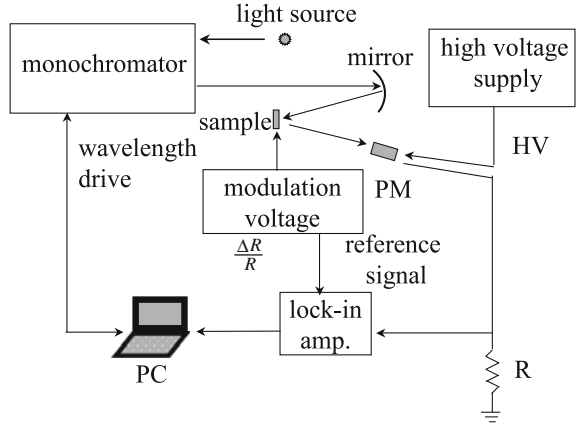 light source
monochromator
mirror
high voltage
supply
sample
HV
wavelength
drive
PM
modulation
voltage
ΔR
R
reference
signal
lock-in
amp.
PC
R